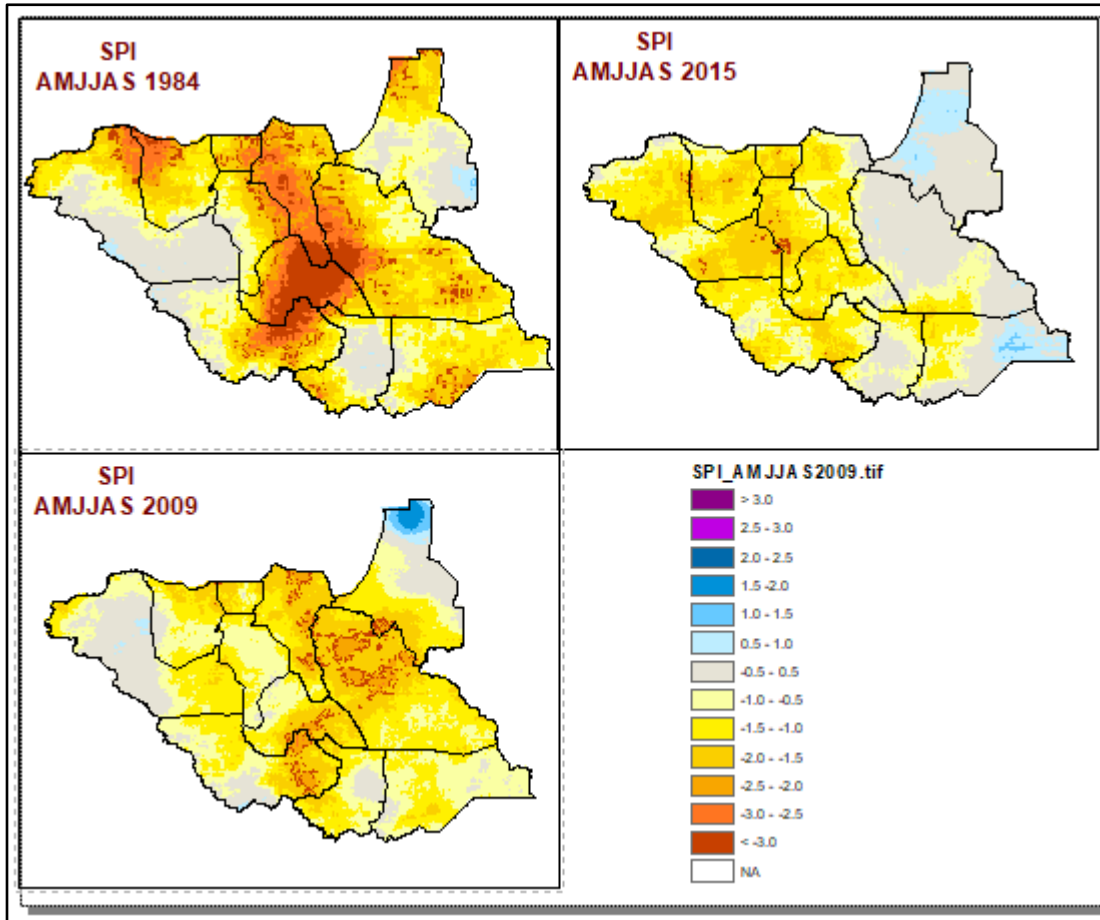 SPI
AMJJAS 1984
SPI
AMJJAS 2015
SPI
AMJJAS 2009
SPI_AMJJAS2009.tif
> 3.0
2.5 - 3.0
2.0 - 2.5
1.5 -2.0
1.0 - 1.5
0.5 - 1.0
-0.5 - 0.5
-1.0 - -0.5
-1.5 - -1.0
-2.0 - -1.5
-2.5 - -2.0
-3.0 - -2.5
< -3.0
NA